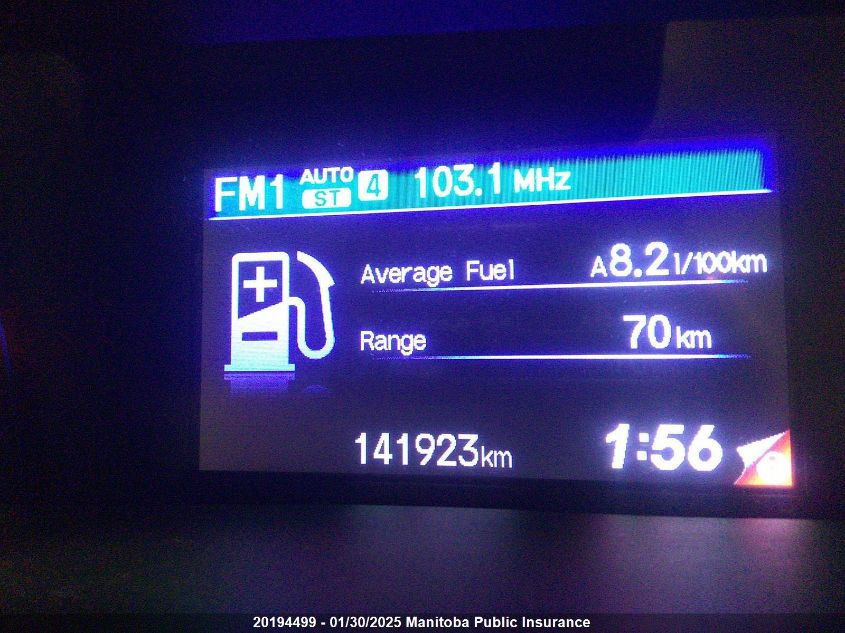 FM1 AUTO ST 4 103.1 MHz
Average Fuel A8.2l/100km
Range 70 km
141923km 1:56
20194499 - 01/30/2025 Manitoba Public Insurance